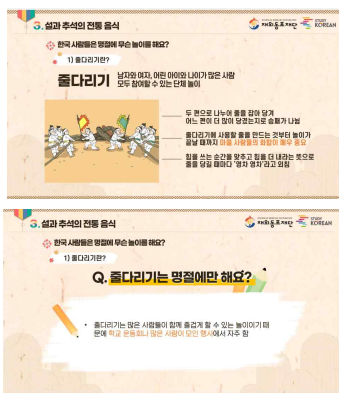 3. 설과 추석의 전통 음식
재외동포재단
STUDY KOREAN
한국 사람들은 명절에 무슨 놀이를 해요?
1) 줄다리기란?
줄다리기
남자와 여자, 어린 아이와 나이가 많은 사람
모두 참여할 수 있는 단체 놀이
두 편으로 나누어 줄을 잡아 당겨
어느 편이 더 많이 당겼는지로 승패가 나뉨
줄다리기에 사용할 줄을 만드는 것부터 놀이가
끝날 때까지 마을 사람들의 화합이 매우 중요
힘을 쓰는 순간을 맞추고 힘을 더 내라는 뜻으로
줄을 당길 때마다 '영차 영차'라고 외침
3. 설과 추석의 전통 음식
재외동포재단
STUDY KOREAN
한국 사람들은 명절에 무슨 놀이를 해요?
1) 줄다리기란?
Q. 줄다리기는 명절에만 해요?
• 줄다리기는 많은 사람들이 함께 즐겁게 할 수 있는 놀이이기 때
문에 학교 운동회나 많은 사람이 모인 행사에서 자주 함